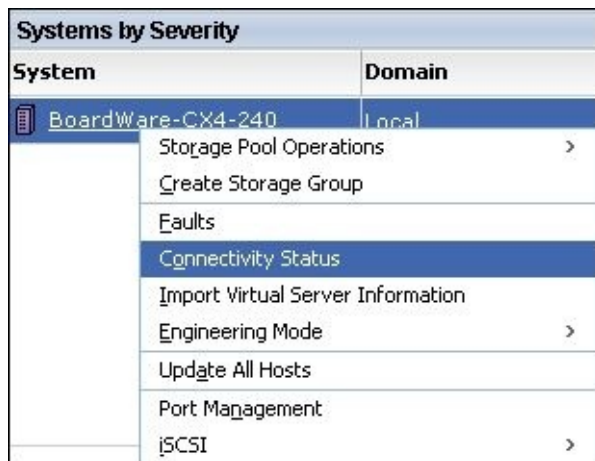 Systems by Severity
System Domain
BoardWare-CX4-240 Local
Storage Pool Operations >
Create Storage Group
Faults
Connectivity Status
Import Virtual Server Information
Engineering Mode >
Update All Hosts
Port Management
iSCSI >